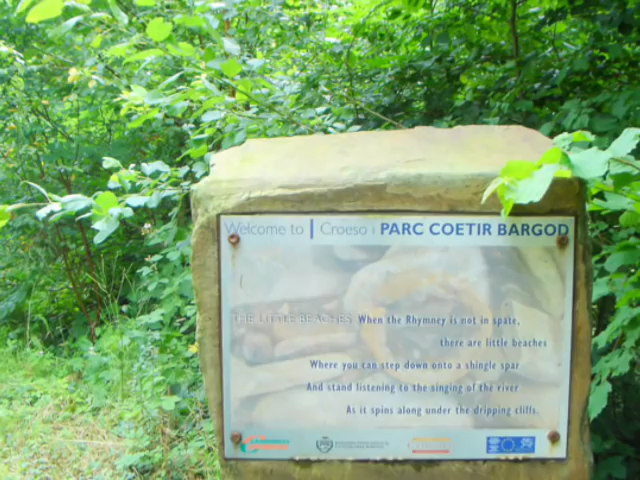 Welcome to | Croeso i PARC COETIR BARGOD
THE LITTLE BEACHES When the Rhymney is not in spate,
there are little beaches
Where you can step down onto a shingle spar
And stand listening to the singing of the river
As it spins along under the dripping cliffs.